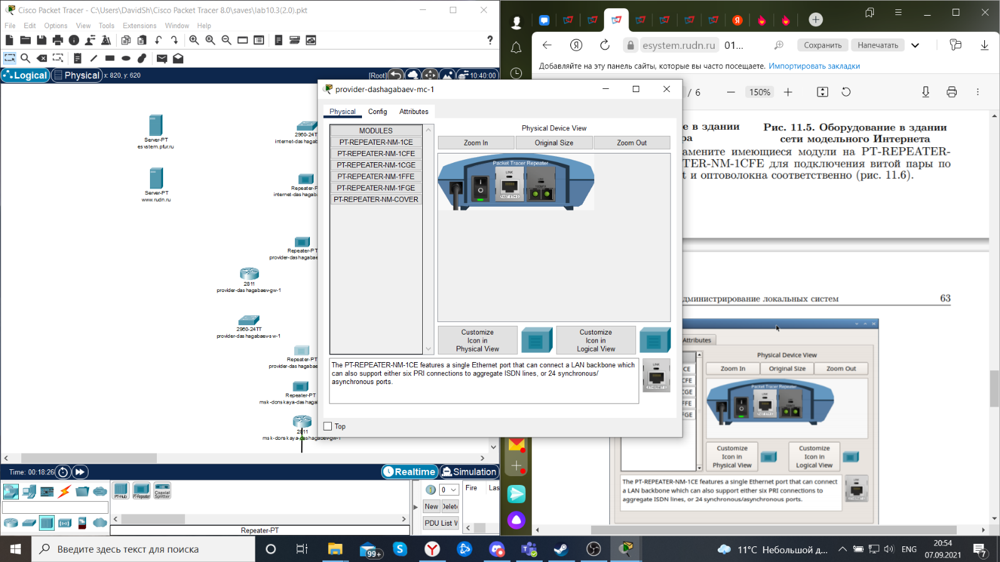 Cisco Packet Tracer - C:\Users\DavidSh\Cisco Packet Tracer 8.0\saves\lab10.3(2.0).pkt
File Edit Options View Tools Extensions Window Help
?
Logical Physical x: 820, y: 620
[Root] 10:40:00
Server-PT
esystem.pfur.ru
Server-PT
www.rudn.ru
2960-24T
internet-dashaga
Repeater-P
internet-dashaga
Repeater-PT
provider-dashagabae
2811
provider-dashagabaev-gw-1
2960-24TT
provider-dashagabaev-sw-1
Repeater-PT
provider-dashagabae
Repeater-PT
msk-donskaya-dashaga
2811
msk-donskaya-dashagabaev-gw-1
Time: 00:18:26
Realtime Simulation
PT-Hub PT-Repeater Coaxial Splitter
Repeater-PT
0
Fire Las
New Delet
PDU List W
provider-dashagabaev-mc-1
Physical Config Attributes
MODULES
PT-REPEATER-NM-1CE
PT-REPEATER-NM-1CFE
PT-REPEATER-NM-1CGE
PT-REPEATER-NM-1FFE
PT-REPEATER-NM-1FGE
PT-REPEATER-NM-COVER
Physical Device View
Zoom In Original Size Zoom Out
Packet Tracer Repeater
LINK
LINK
FAST ETH 0
Customize
Icon in
Physical View
Customize
Icon in
Logical View
The PT-REPEATER-NM-1CE features a single Ethernet port that can connect a LAN backbone which
can also support either six PRI connections to aggregate ISDN lines, or 24 synchronous/
asynchronous ports.
LINK
ETHERNET 0
Top
esystem.rudn.ru 01...
Сохранить Напечатать
Добавляйте на эту панель сайты, которые вы часто посещаете. Импортировать закладки
/ 6
150%
е в здании
ра
Рис. 11.5. Оборудование в здании
сети модельного Интернета
амените имеющиеся модули на PT-REPEATER-
TER-NM-1CFE для подключения витой пары по
t и оптоволокна соответственно (рис. 11.6).
дминистрирование локальных систем 63
Attributes
CE
CFE
CGE
FFE
FGE
Physical Device View
Zoom In Original Size Zoom Out
Packet Tracer Repeater
LINK
Customize
Icon in
Physical View
Customize
Icon in
Logical View
The PT-REPEATER-NM-1CE features a single Ethernet port that can connect
a LAN backbone which can also support either six PRI connections to
aggregate ISDN lines, or 24 synchronous/asynchronous ports.
Введите здесь текст для поиска
99+
11°C Небольшой д...
ENG
20:54
07.09.2021
7